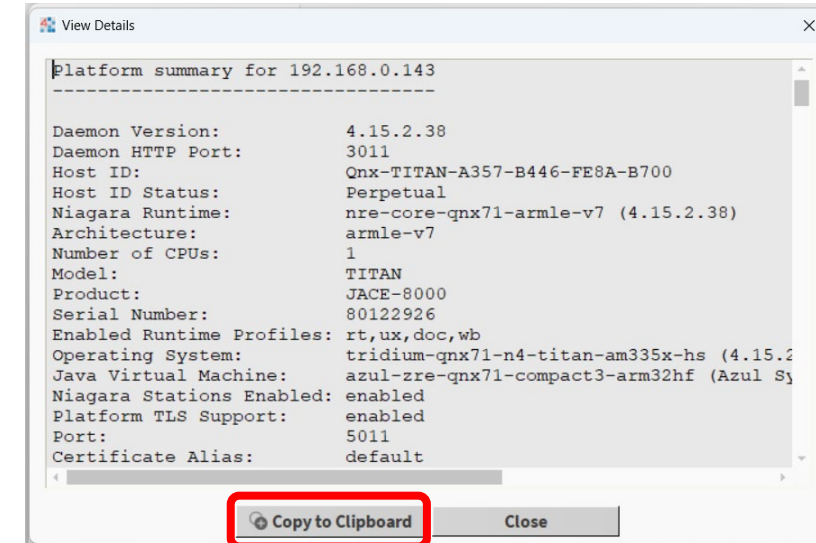 View Details
Platform summary for 192.168.0.143
----------------------------------
Daemon Version: 4.15.2.38
Daemon HTTP Port: 3011
Host ID: Qnx-TITAN-A357-B446-FE8A-B700
Host ID Status: Perpetual
Niagara Runtime: nre-core-qnx71-armle-v7 (4.15.2.38)
Architecture: armle-v7
Number of CPUs: 1
Model: TITAN
Product: JACE-8000
Serial Number: 80122926
Enabled Runtime Profiles: rt,ux,doc,wb
Operating System: tridium-qnx71-n4-titan-am335x-hs (4.15.2
Java Virtual Machine: azul-zre-qnx71-compact3-arm32hf (Azul Sy
Niagara Stations Enabled: enabled
Platform TLS Support: enabled
Port: 5011
Certificate Alias: default
Copy to Clipboard Close